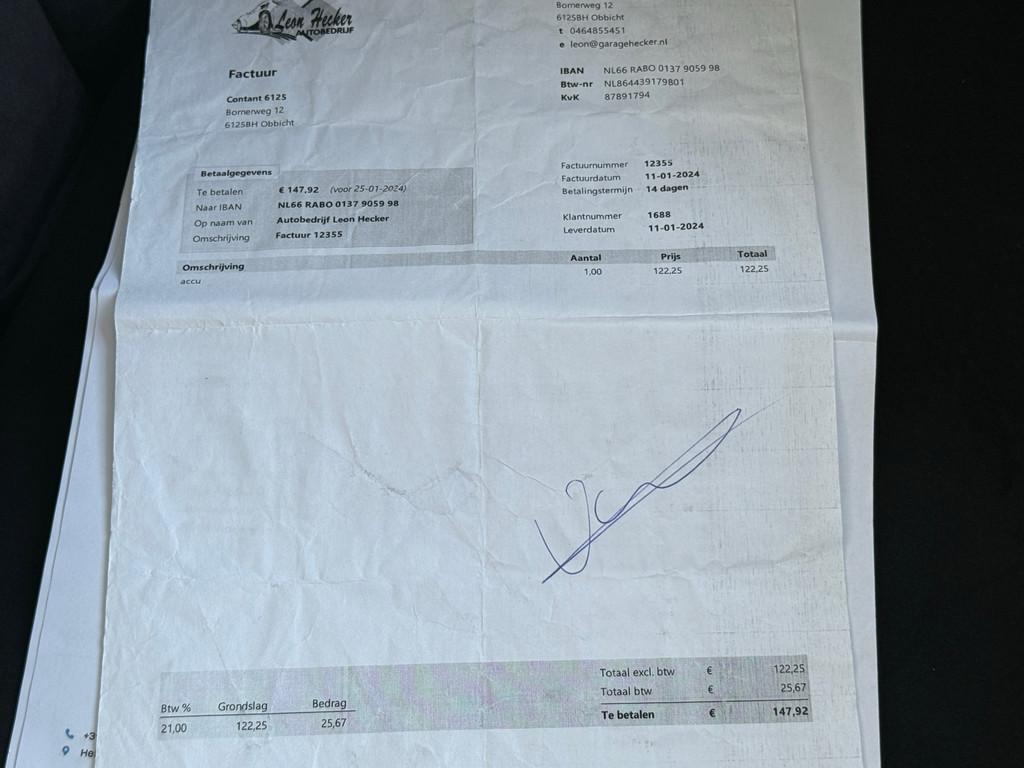 Leon Hecker
AUTOBEDRIJF
Bornerweg 12
6125BH Obbicht
t 0464855451
e leon@garagehecker.nl
IBAN NL66 RABO 0137 9059 98
Btw-nr NL864439179801
KvK 87891794
Factuur
Contant 6125
Bornerweg 12
6125BH Obbicht
Betaalgegevens
Te betalen € 147,92 (voor 25-01-2024)
Naar IBAN NL66 RABO 0137 9059 98
Op naam van Autobedrijf Leon Hecker
Omschrijving Factuur 12355
Factuurnummer 12355
Factuurdatum 11-01-2024
Betalingstermijn 14 dagen
Klantnummer 1688
Leverdatum 11-01-2024
Omschrijving Aantal Prijs Totaal
accu 1,00 122,25 122,25
Btw % Grondslag Bedrag
21,00 122,25 25,67
Totaal excl. btw € 122,25
Totaal btw € 25,67
Te betalen € 147,92